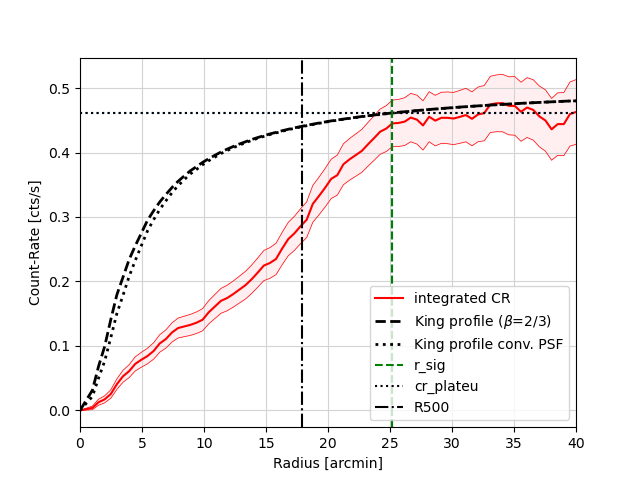 0.5
0.4
0.3
0.2
0.1
0.0
Count-Rate [cts/s]
integrated CR
King profile (β=2/3)
King profile conv. PSF
r_sig
cr_plateu
R500
0 5 10 15 20 25 30 35 40
Radius [arcmin]